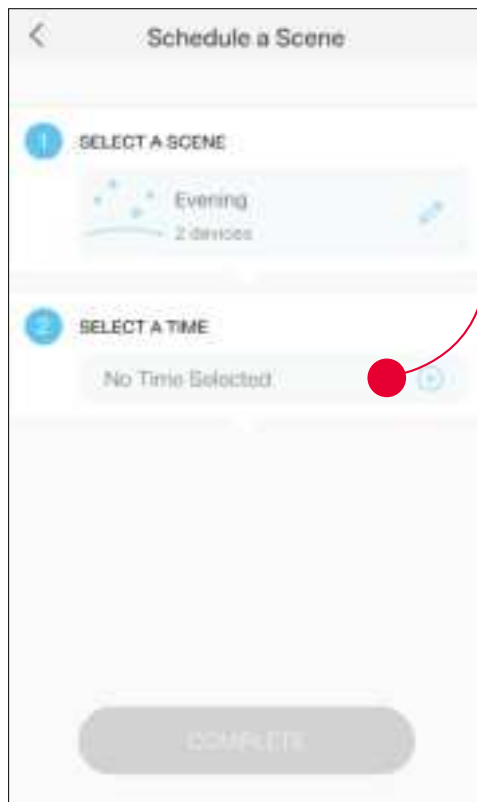 Schedule a Scene
1 SELECT A SCENE
Evening
2 devices
2 SELECT A TIME
No Time Selected
COMPLETE